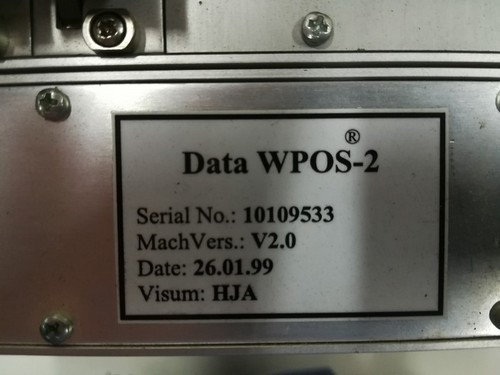 Data WPOS-2®
Serial No.: 10109533
MachVers.: V2.0
Date: 26.01.99
Visum: HJA